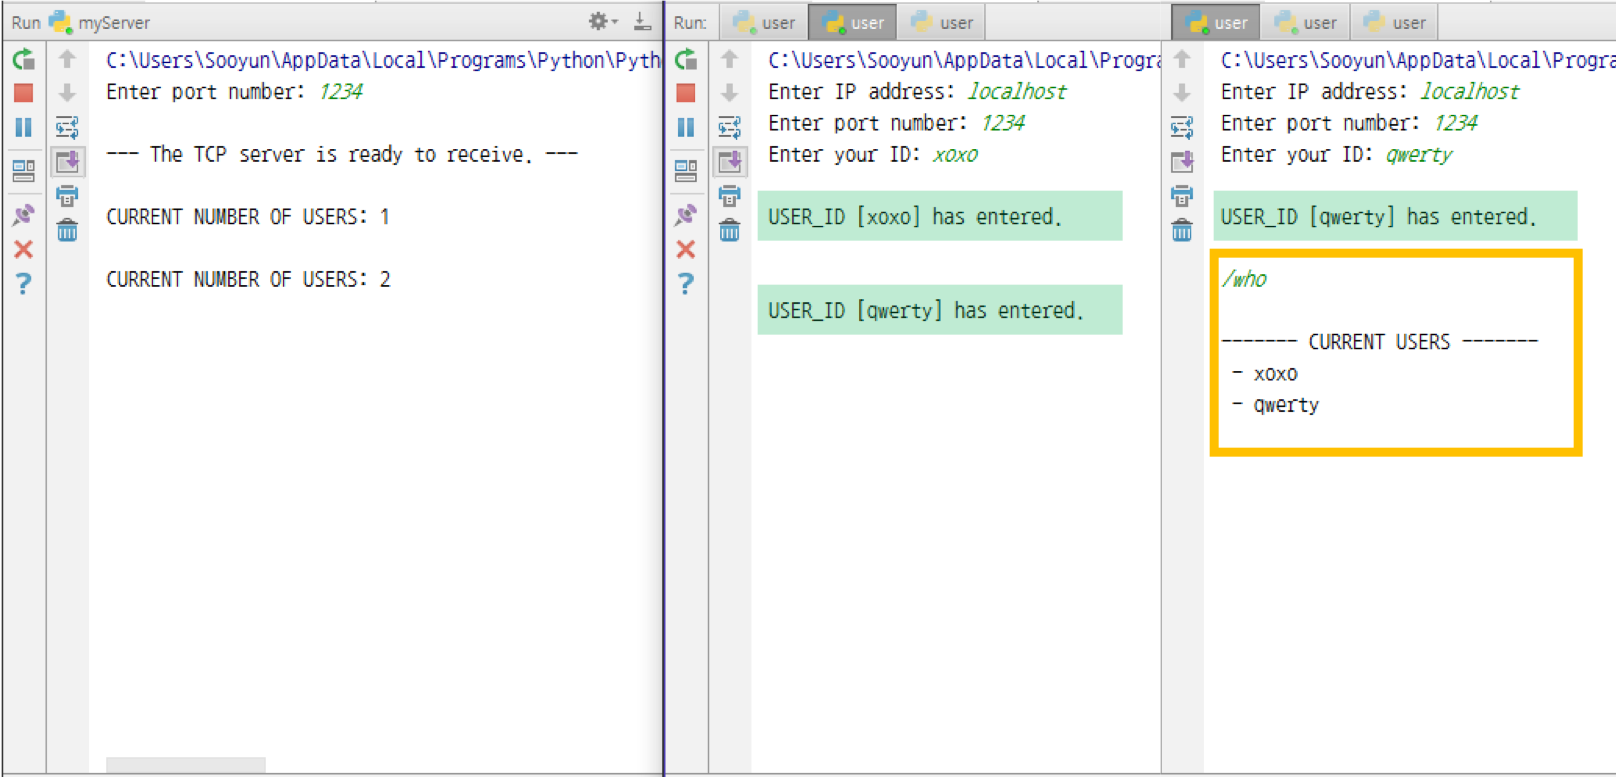 Run myServer
C:\Users\Sooyun\AppData\Local\Programs\Python\Pyth
Enter port number: 1234
--- The TCP server is ready to receive. ---
CURRENT NUMBER OF USERS: 1
CURRENT NUMBER OF USERS: 2
Run: user user user
C:\Users\Sooyun\AppData\Local\Progra
Enter IP address: localhost
Enter port number: 1234
Enter your ID: xoxo
USER_ID [xoxo] has entered.
USER_ID [qwerty] has entered.
user user user
C:\Users\Sooyun\AppData\Local\Progra
Enter IP address: localhost
Enter port number: 1234
Enter your ID: qwerty
USER_ID [qwerty] has entered.
/who
------- CURRENT USERS -------
- xoxo
- qwerty